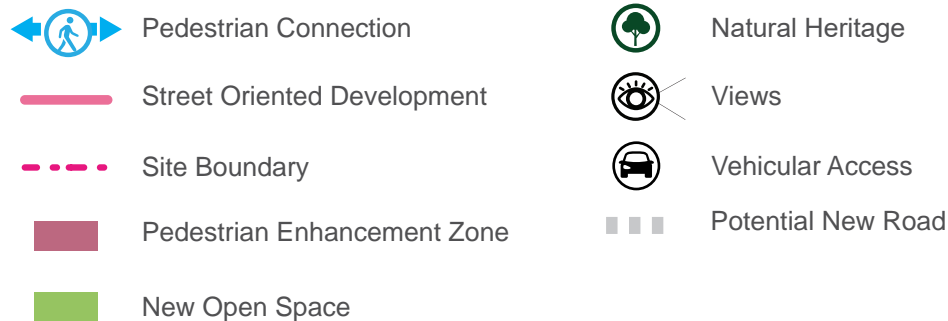 Pedestrian Connection
Street Oriented Development
Site Boundary
Pedestrian Enhancement Zone
New Open Space
Natural Heritage
Views
Vehicular Access
Potential New Road